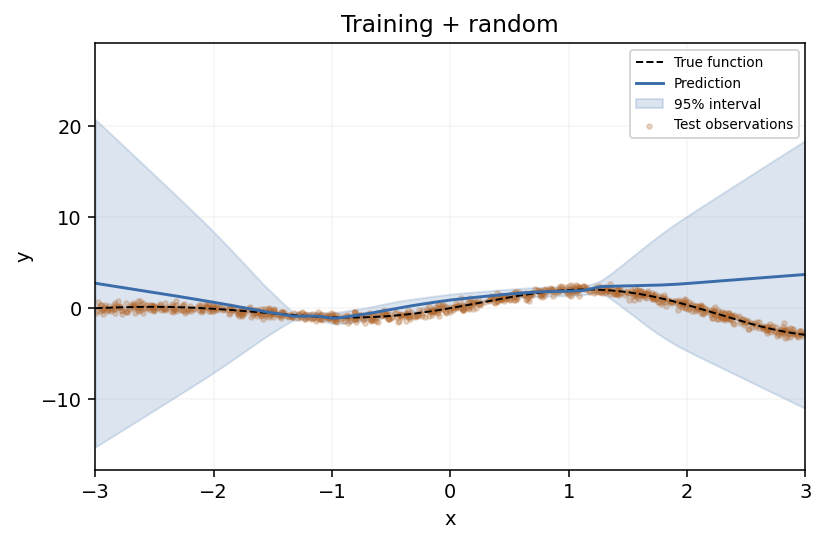 Training + random
True function
Prediction
95% interval
Test observations
20
10
0
−10
y
−3
−2
−1
0
1
2
3
x